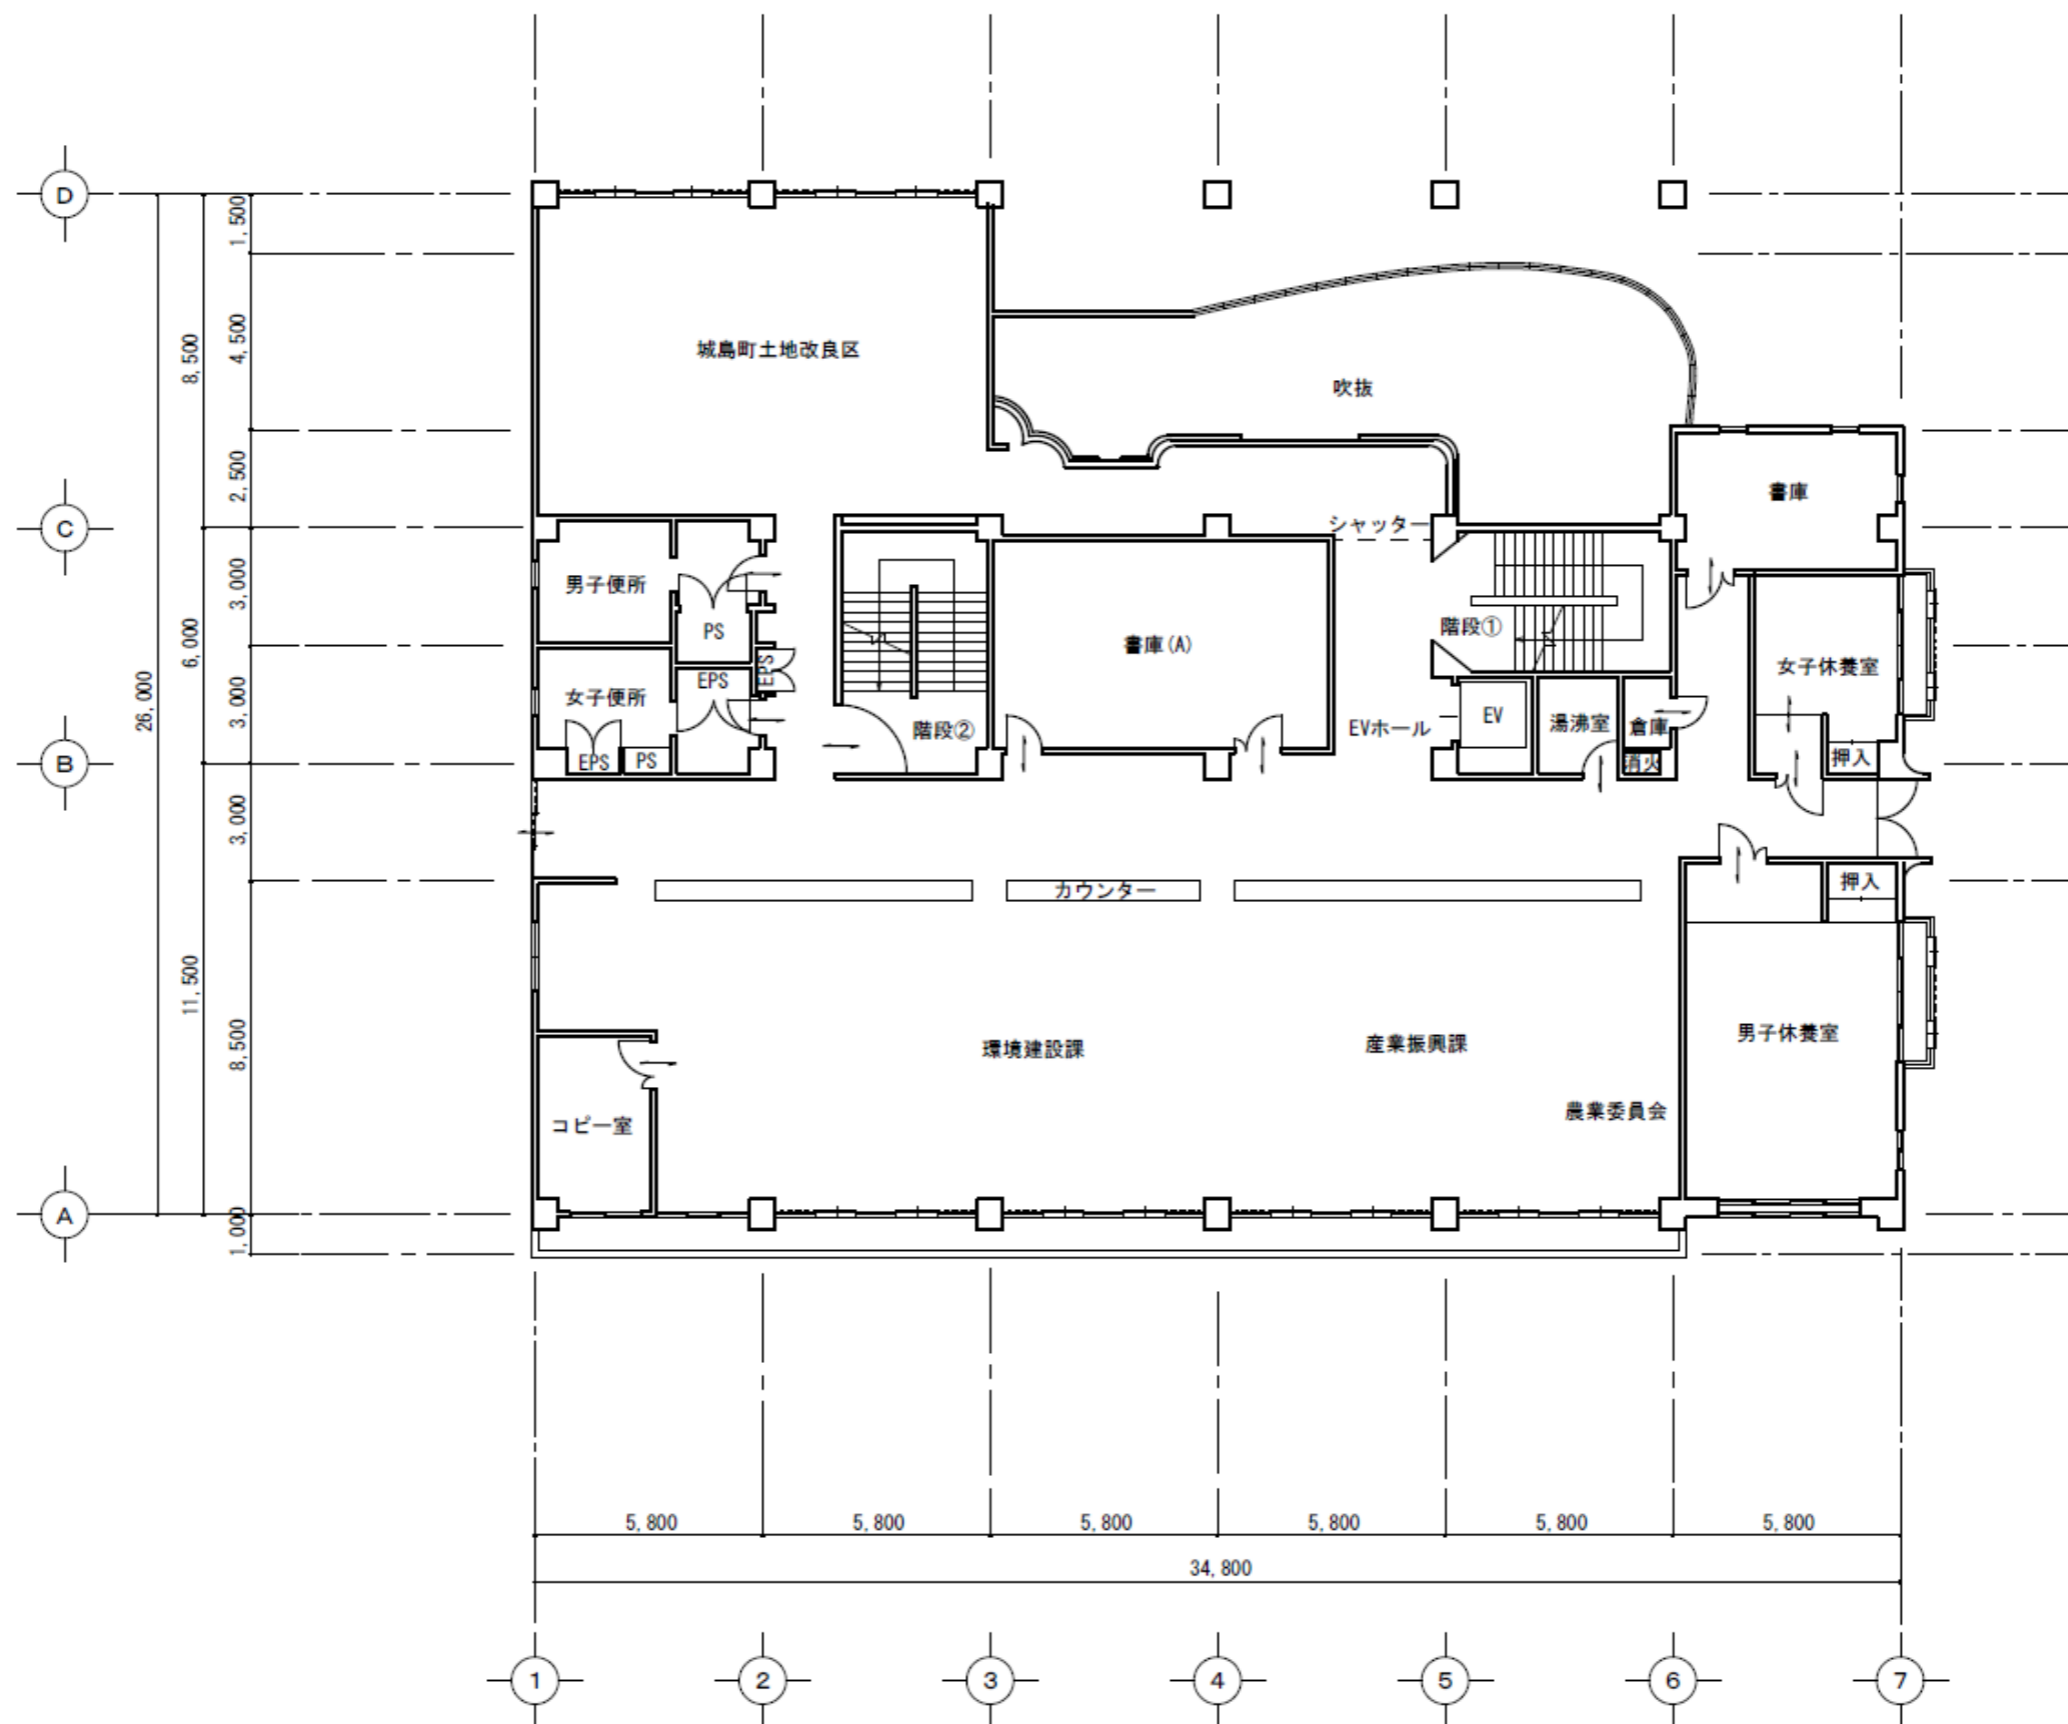 D
1,500
4,500
8,500
城島町土地改良区
吹抜
2,500
書庫
C
シャッター
男子便所
3,000
PS
階段①
6,000
書庫(A)
女子休養室
EPS
EPS
女子便所
26,000
3,000
EV
湯沸室
倉庫
階段②
EVホール
押入
B
EPS
PS
消火
3,000
カウンター
押入
11,500
環境建設課
産業振興課
男子休養室
8,500
農業委員会
コピー室
A
1,000
5,800
5,800
5,800
5,800
5,800
5,800
34,800
1
2
3
4
5
6
7